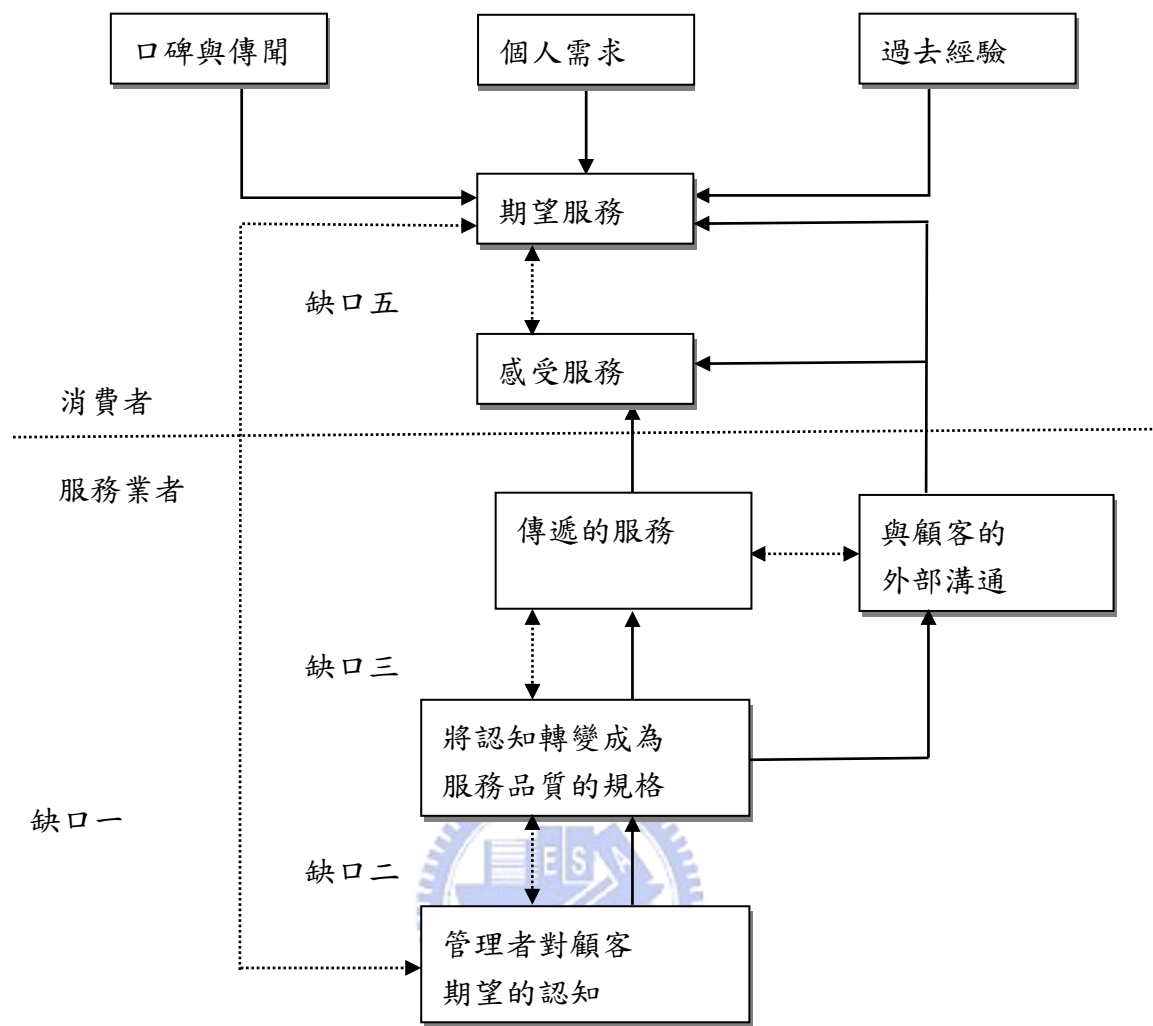 口碑與傳聞
個人需求
過去經驗
期望服務
缺口五
感受服務
消費者
服務業者
傳遞的服務
與顧客的
外部溝通
缺口三
將認知轉變成為
服務品質的規格
缺口一
缺口二
E S A
管理者對顧客
期望的認知